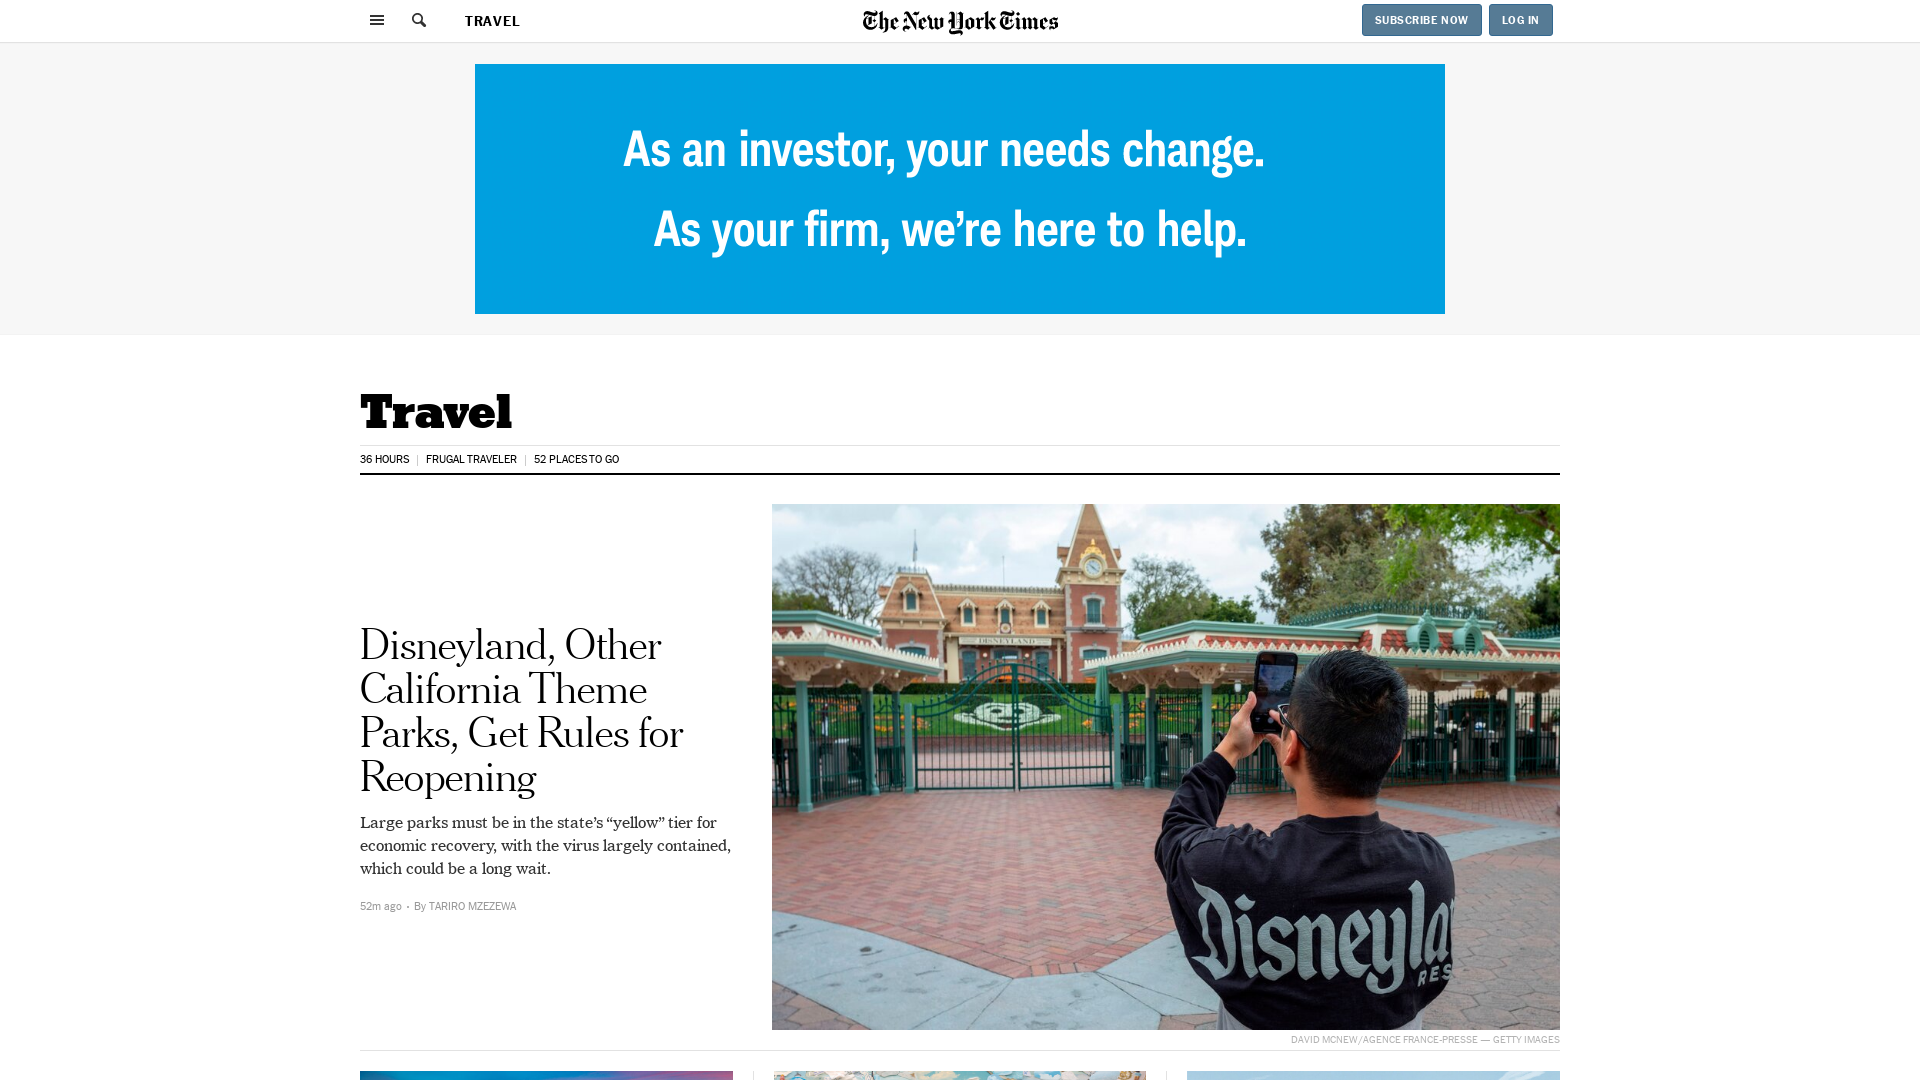 TRAVEL
The New York Times
SUBSCRIBE NOW
LOG IN
As an investor, your needs change.
As your firm, we’re here to help.
Travel
36 HOURS
FRUGAL TRAVELER
52 PLACES TO GO
Disneyland, Other
California Theme
Parks, Get Rules for
Reopening
Large parks must be in the state’s “yellow” tier for
economic recovery, with the virus largely contained,
which could be a long wait.
52m ago · By TARIRO MZEZEWA
DISNEYLAND
Disneyla
RES
DAVID MCNEW/AGENCE FRANCE-PRESSE — GETTY IMAGES